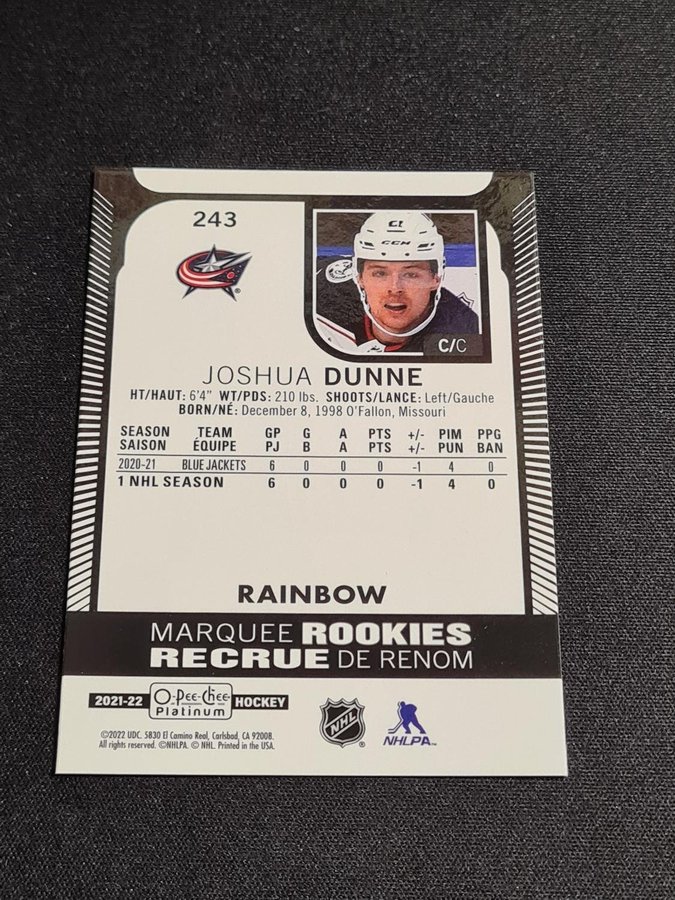 243
CCM
C/C
JOSHUA DUNNE
HT/HAUT: 6'4" WT/PDS: 210 lbs. SHOOTS/LANCE: Left/Gauche
BORN/NÉ: December 8, 1998 O'Fallon, Missouri
SEASON TEAM GP G A PTS +/- PIM PPG
SAISON ÉQUIPE PJ B A PTS +/- PUN BAN
2020-21 BLUE JACKETS 6 0 0 0 -1 4 0
1 NHL SEASON 6 0 0 0 -1 4 0
RAINBOW
MARQUEE ROOKIES
RECRUE DE RENOM
2021-22 O-Pee-Chee Platinum HOCKEY
©2022 UDC. 5830 El Camino Real, Carlsbad, CA 92008.
All rights reserved. ©NHLPA. © NHL. Printed in the USA.
NHL
NHLPA